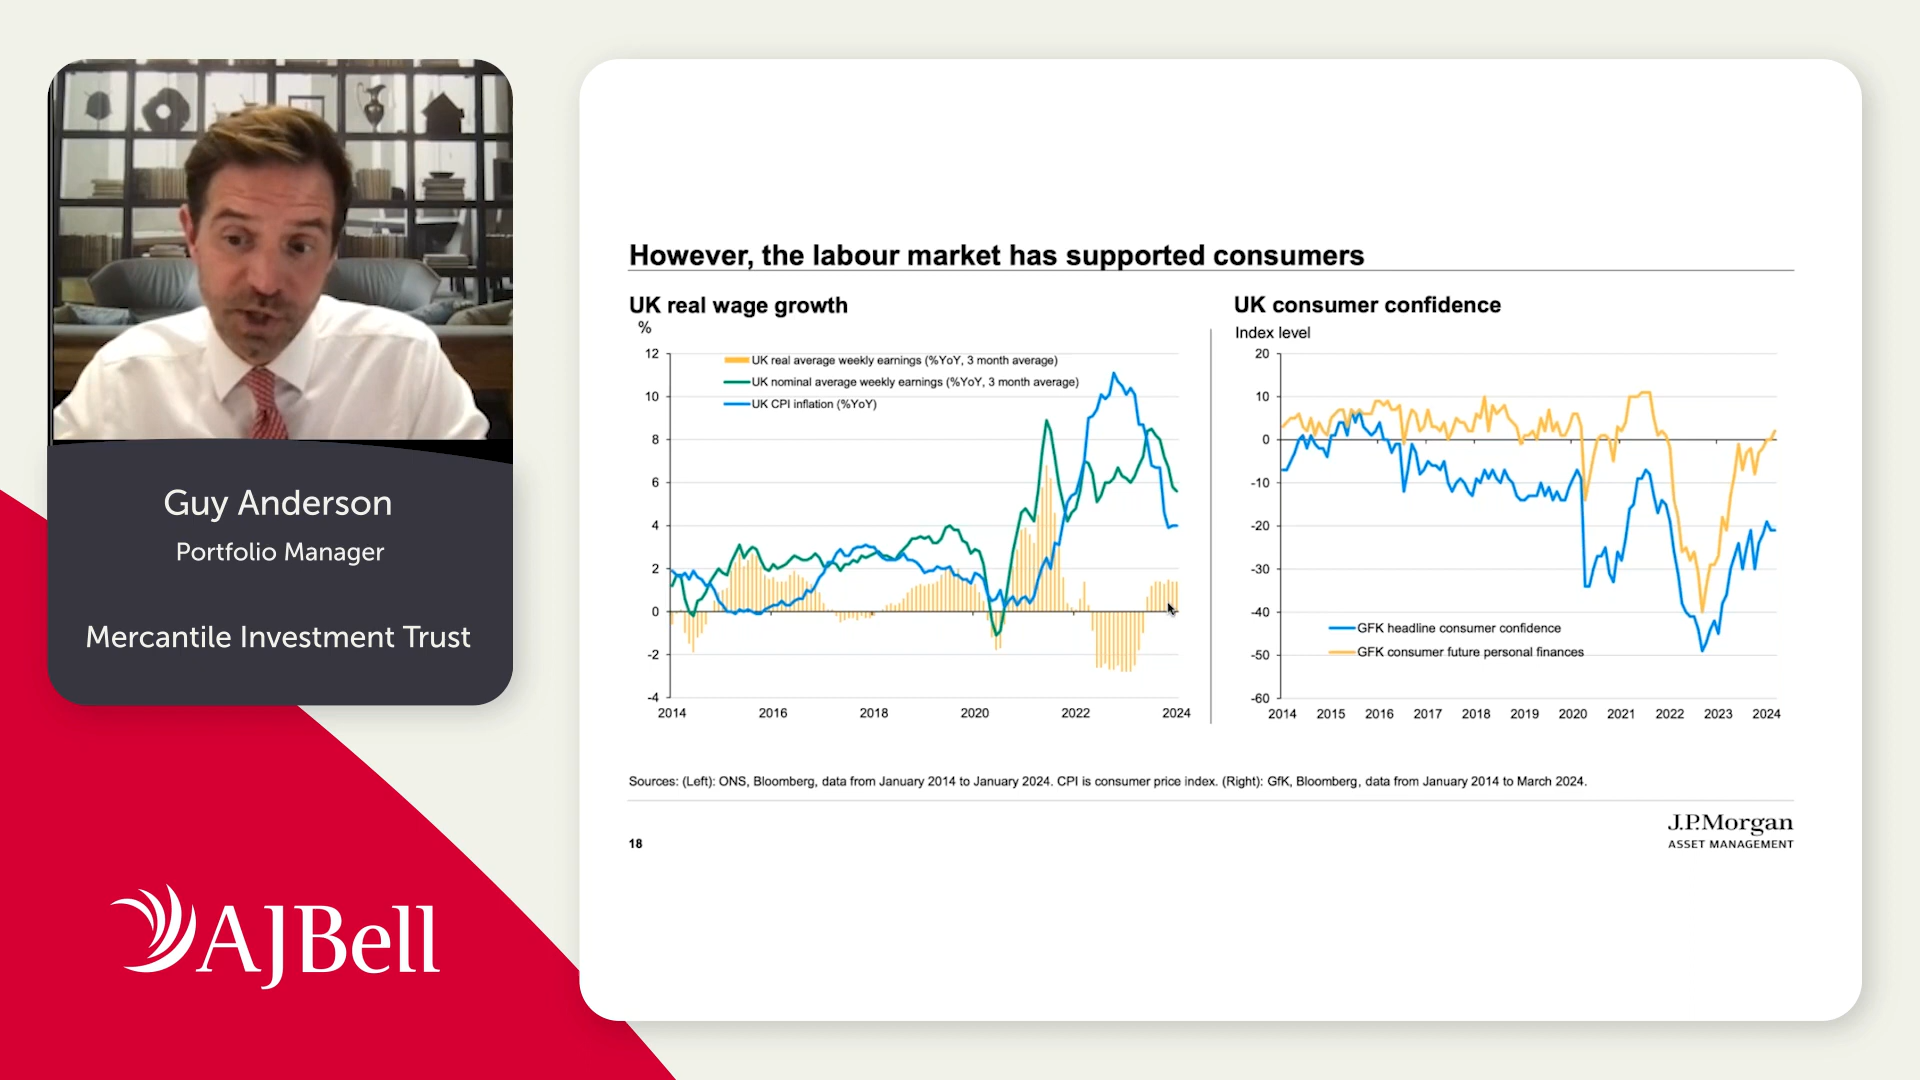 Guy Anderson
Portfolio Manager
Mercantile Investment Trust
AJBell
However, the labour market has supported consumers
UK real wage growth
%
UK real average weekly earnings (%YoY, 3 month average)
UK nominal average weekly earnings (%YoY, 3 month average)
UK CPI inflation (%YoY)
12
10
8
6
4
2
0
-2
-4
2014 2016 2018 2020 2022 2024
UK consumer confidence
Index level
20
10
0
-10
-20
-30
-40
-50
-60
GFK headline consumer confidence
GFK consumer future personal finances
2014 2015 2016 2017 2018 2019 2020 2021 2022 2023 2024
Sources: (Left): ONS, Bloomberg, data from January 2014 to January 2024. CPI is consumer price index. (Right): GfK, Bloomberg, data from January 2014 to March 2024.
18
J.P.Morgan
ASSET MANAGEMENT